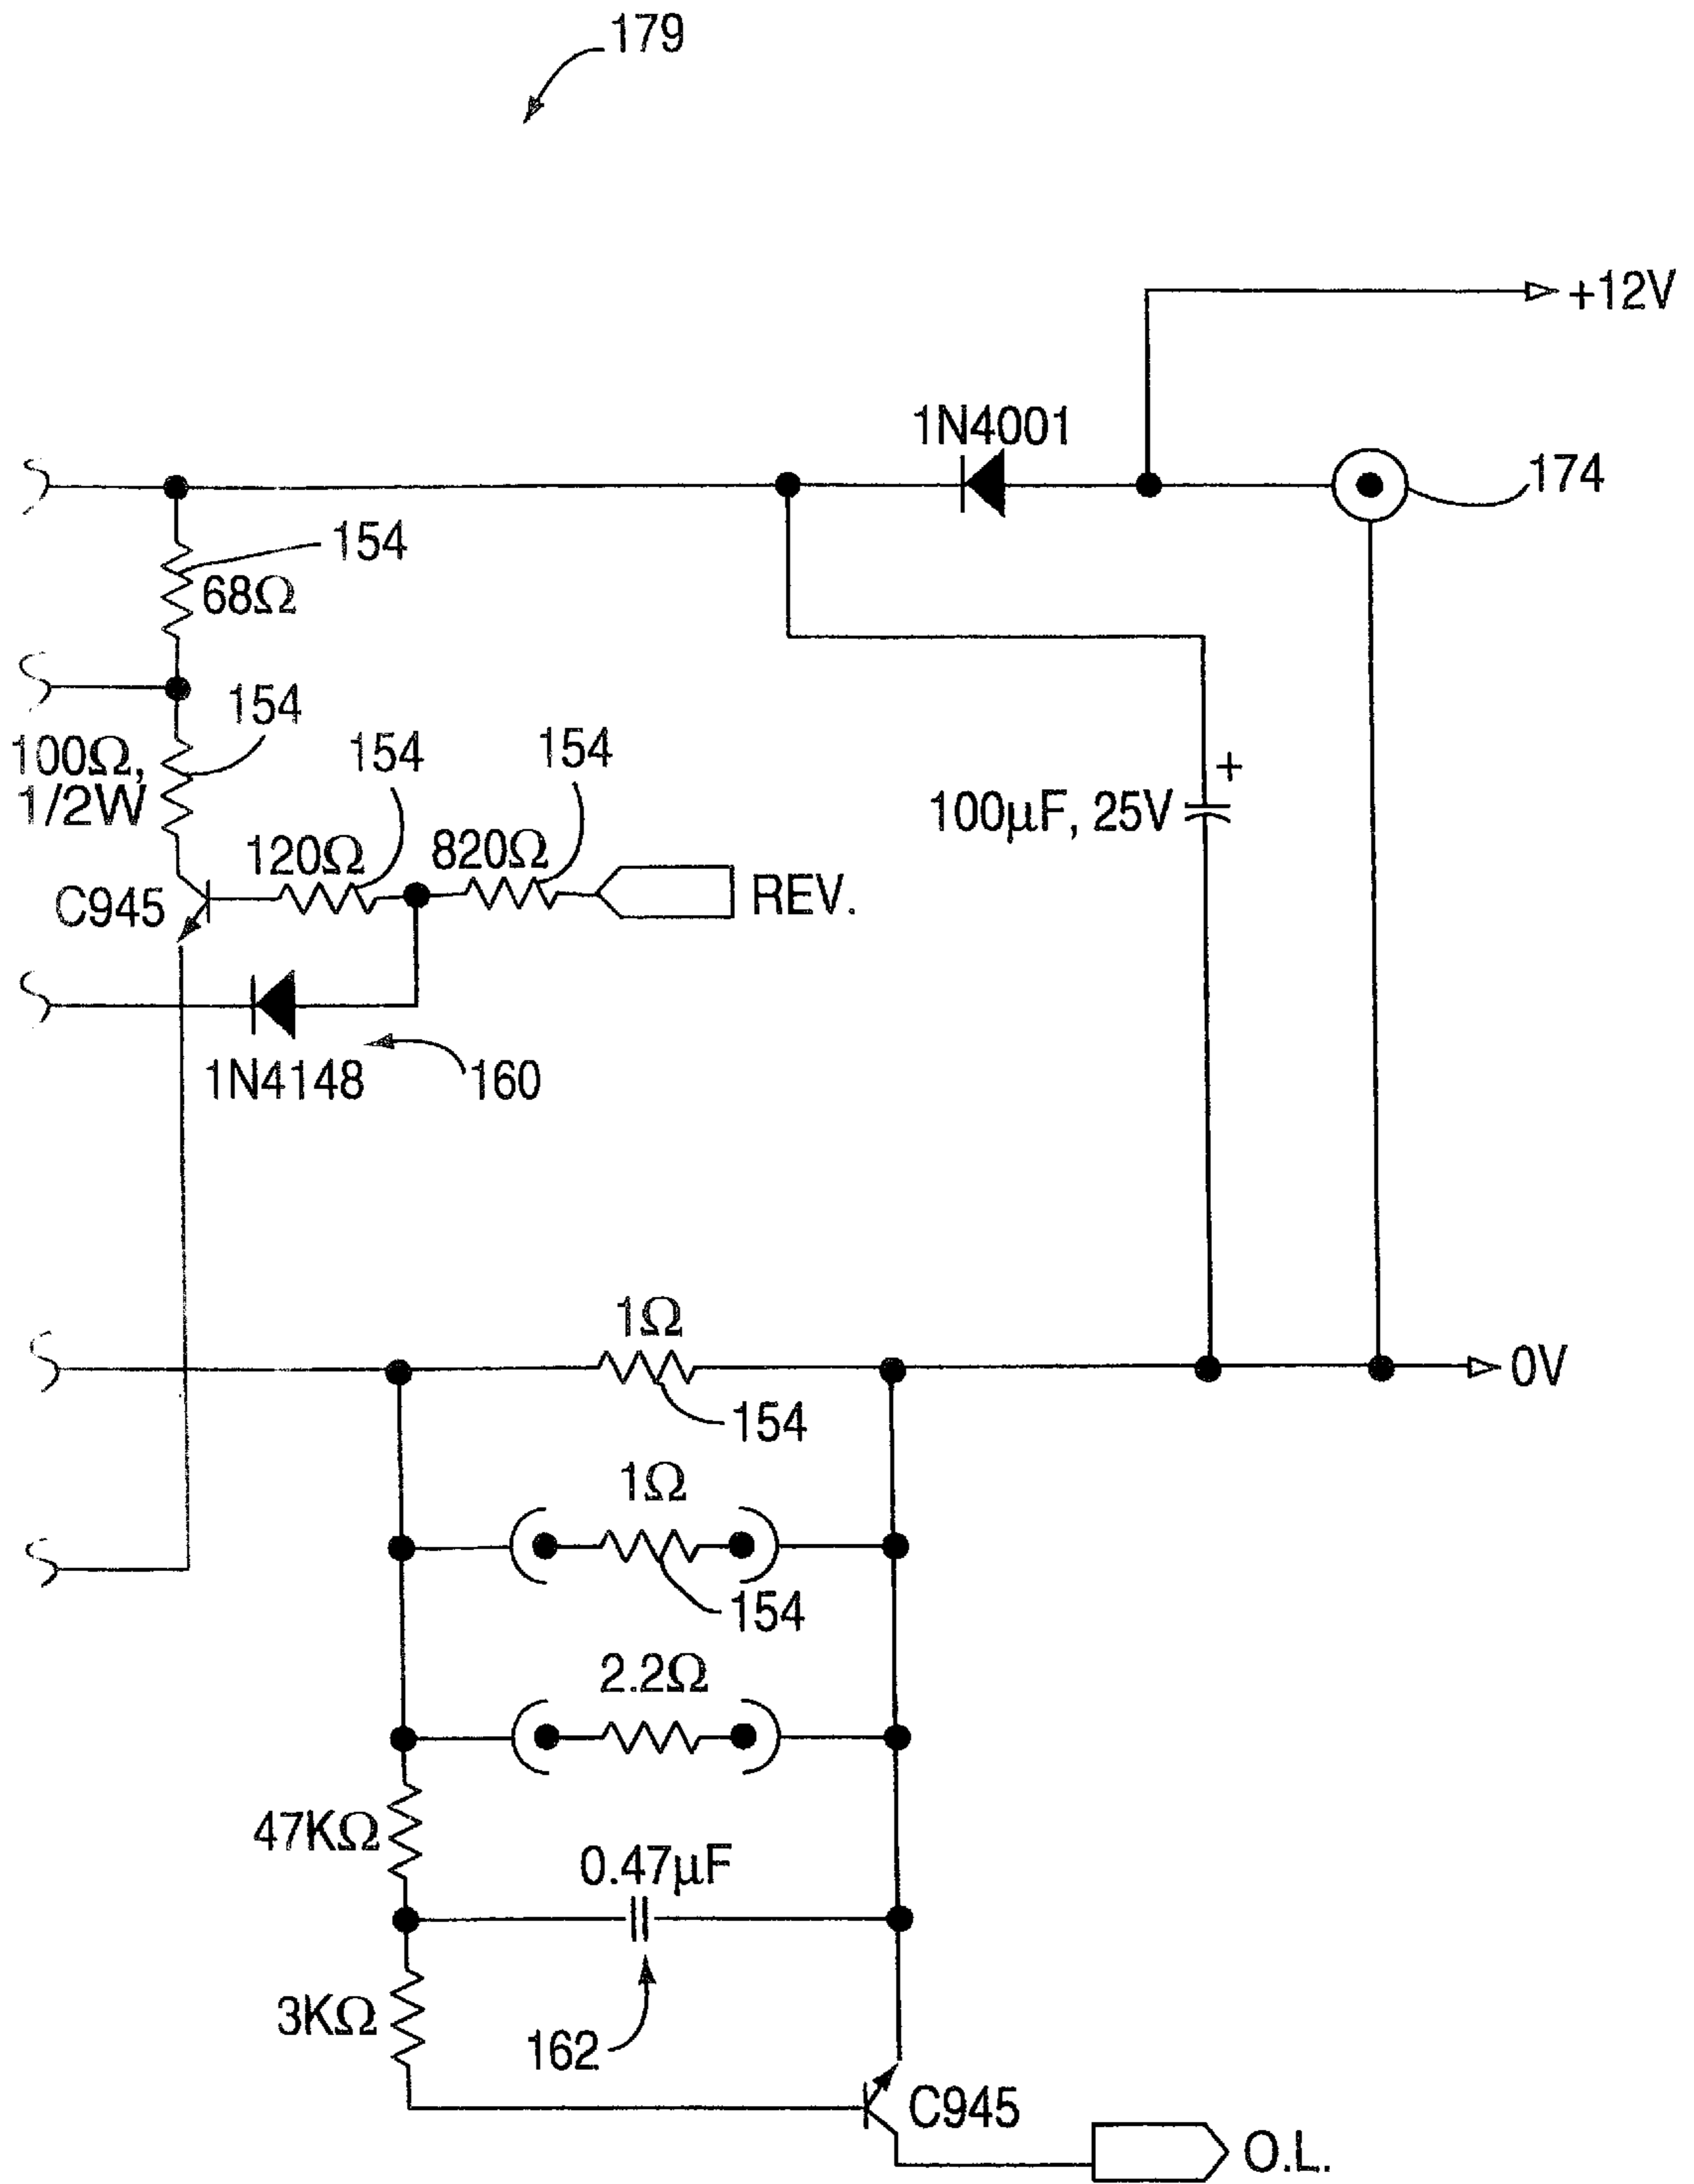 179
+12V
1N4001
174
154
68Ω
154
100Ω,
1/2W
154
154
120Ω
820Ω
C945
REV.
+
100μF, 25V
1N4148
160
1Ω
0V
154
1Ω
154
2.2Ω
47KΩ
0.47μF
3KΩ
162
C945
O.L.